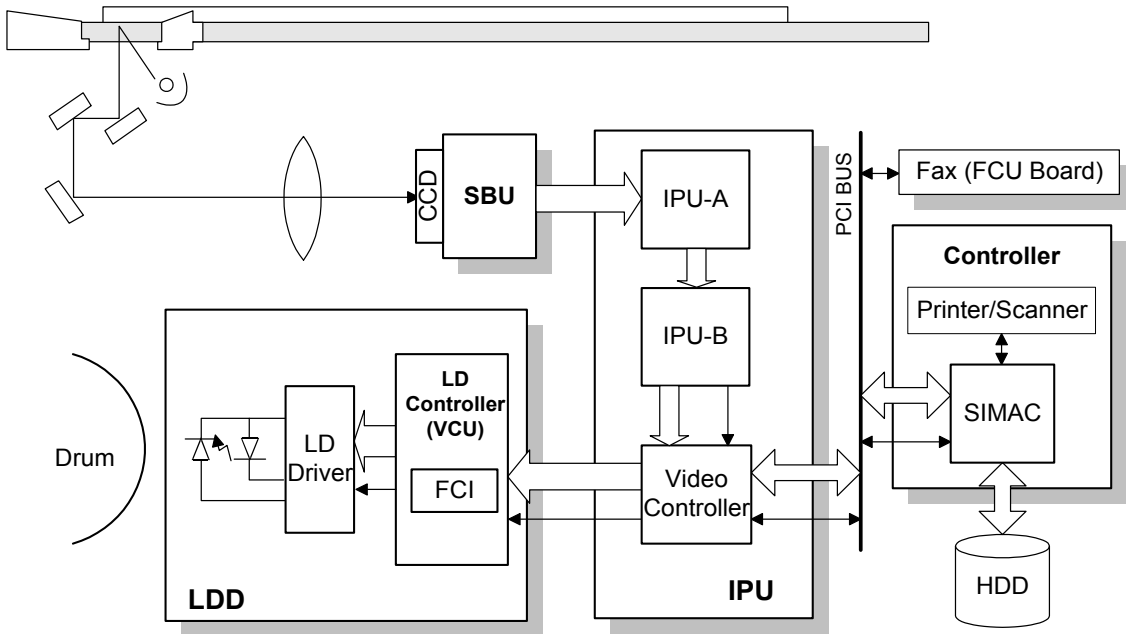 CCD
SBU
IPU-A
PCI BUS
Fax (FCU Board)
Controller
Printer/Scanner
SIMAC
HDD
IPU-B
Video
Controller
IPU
LD
Controller
(VCU)
FCI
LD
Driver
LDD
Drum